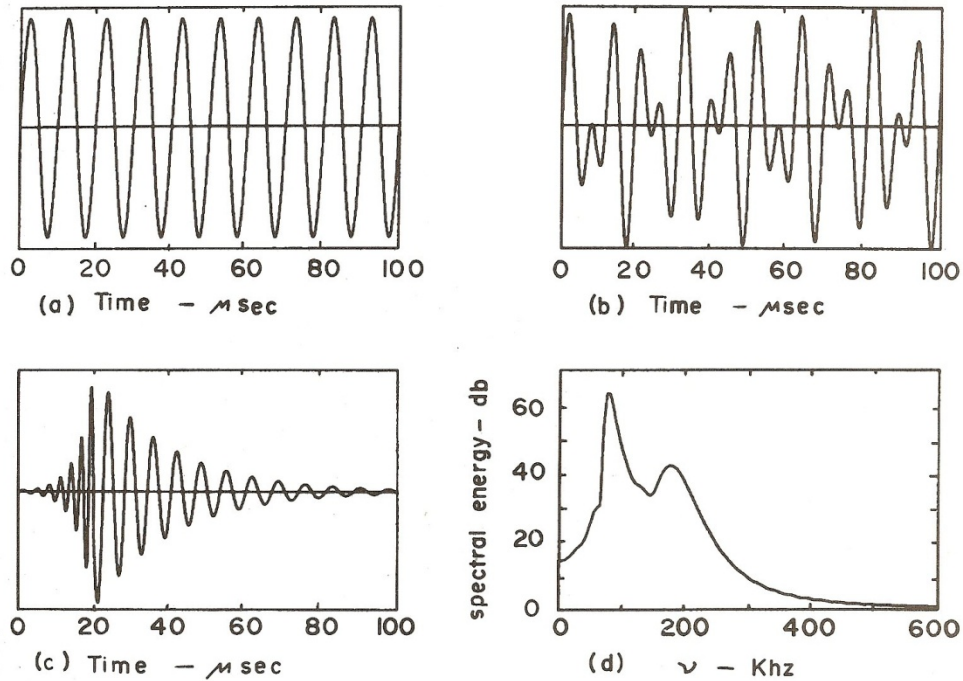 0 20 40 60 80 100
(a) Time - μsec
0 20 40 60 80 100
(b) Time - μsec
0 20 40 60 80 100
(c) Time - μsec
spectral energy - db
60
40
20
0
0 200 400 600
(d) ν - Khz